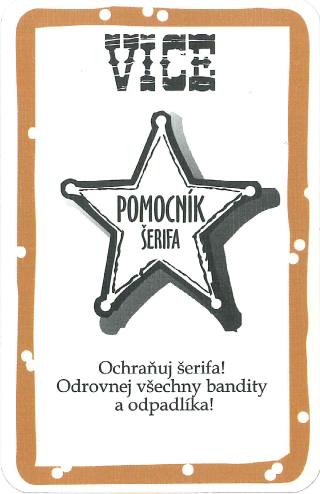 VICE
POMOCNÍK
ŠERIFA
Ochraňuj šerifa!
Odrovnej všechny bandity
a odpadlíka!